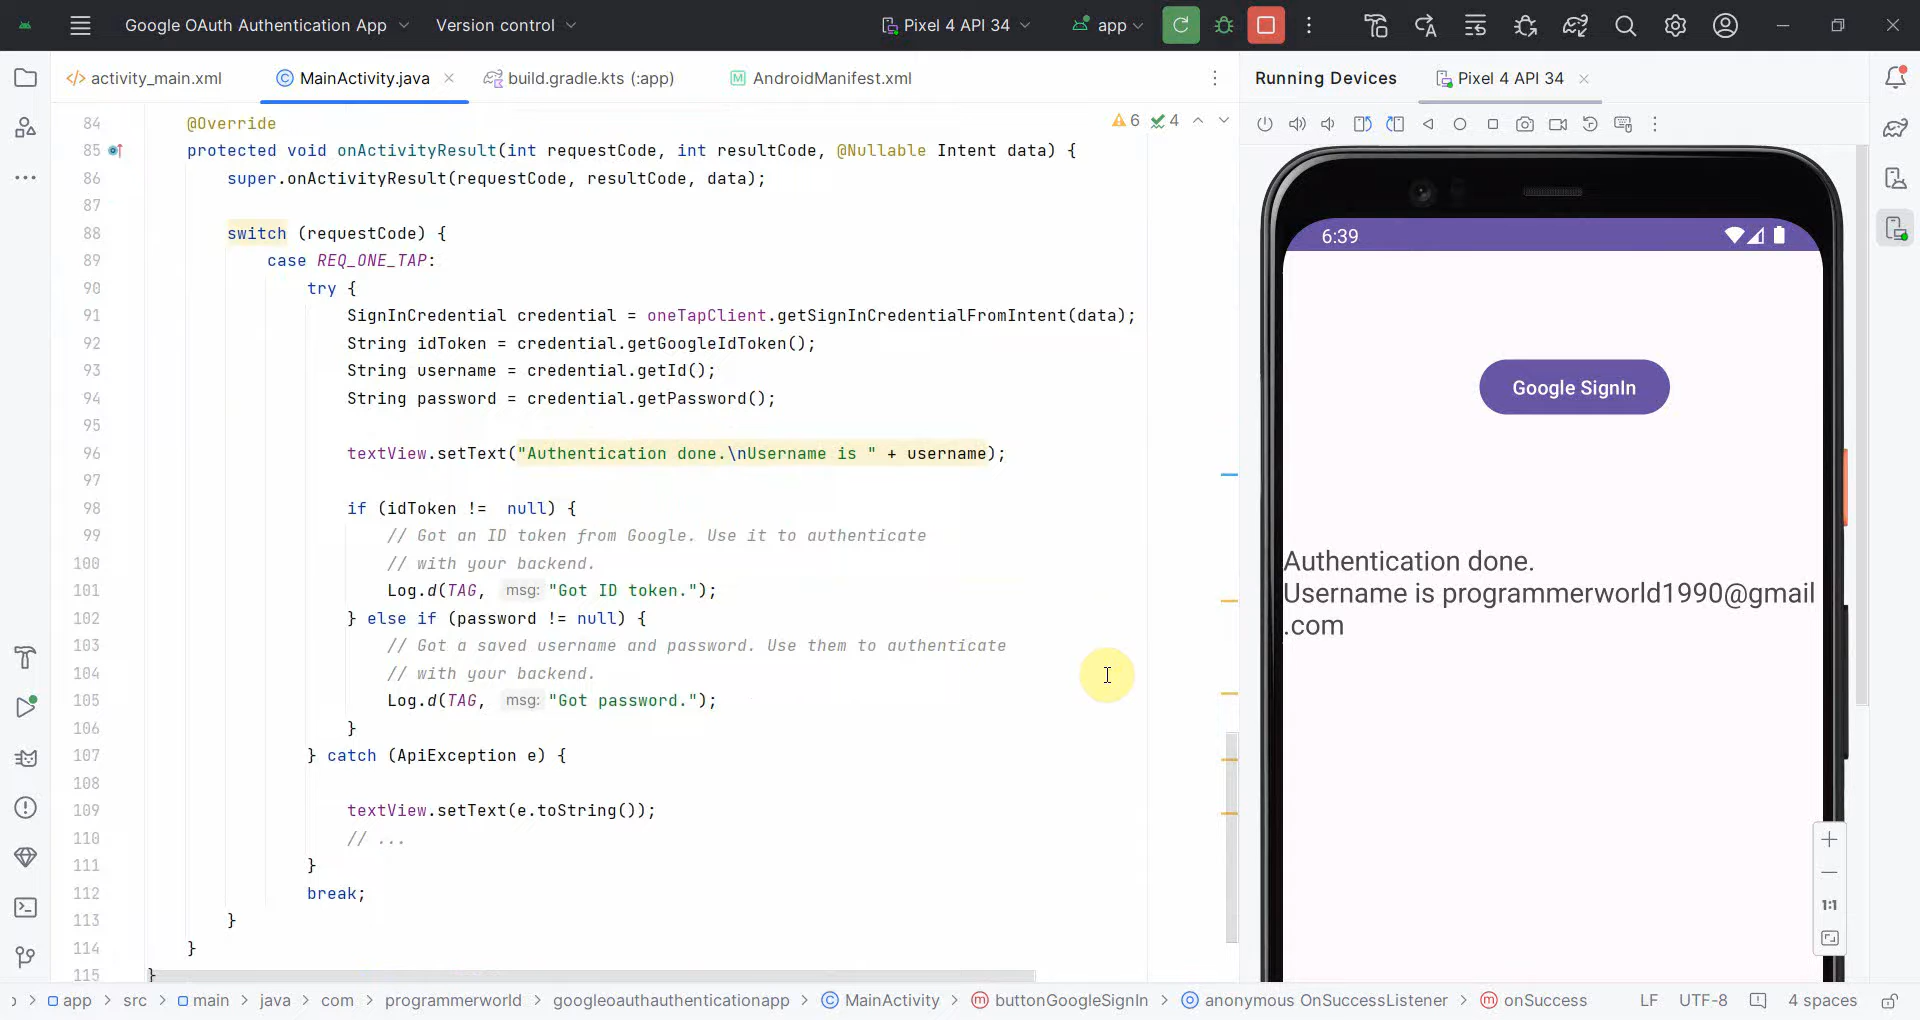 Google OAuth Authentication App
Version control
Pixel 4 API 34
app
activity_main.xml
MainActivity.java
build.gradle.kts (:app)
AndroidManifest.xml
Running Devices
Pixel 4 API 34
6 4
84 @Override
85 protected void onActivityResult(int requestCode, int resultCode, @Nullable Intent data) {
86 super.onActivityResult(requestCode, resultCode, data);
87
88 switch (requestCode) {
89 case REQ_ONE_TAP:
90 try {
91 SignInCredential credential = oneTapClient.getSignInCredentialFromIntent(data);
92 String idToken = credential.getGoogleIdToken();
93 String username = credential.getId();
94 String password = credential.getPassword();
95
96 textView.setText("Authentication done.\nUsername is " + username);
97
98 if (idToken !=  null) {
99 // Got an ID token from Google. Use it to authenticate
100 // with your backend.
101 Log.d(TAG, msg: "Got ID token.");
102 } else if (password != null) {
103 // Got a saved username and password. Use them to authenticate
104 // with your backend.
105 Log.d(TAG, msg: "Got password.");
106 }
107 } catch (ApiException e) {
108
109 textView.setText(e.toString());
110 // ...
111 }
112 break;
113 }
114 }
115 }
6:39
Google SignIn
Authentication done.
Username is programmerworld1990@gmail
.com
1:1
app > src > main > java > com > programmerworld > googleoauthauthenticationapp > MainActivity > buttonGoogleSignIn > anonymous OnSuccessListener > onSuccess
LF UTF-8 4 spaces